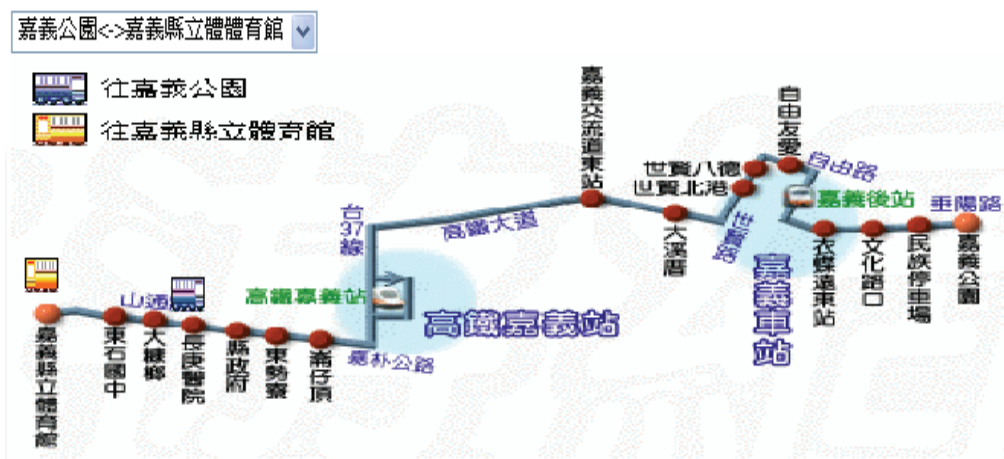 嘉義公園<->嘉義縣立體體育館
往嘉義公園
往嘉義縣立體育館
嘉義交流道東站
自由友愛
世賢八德
世賢北港
自由路
嘉義後站
垂陽路
台37線
高鐵大道
大溪厝
世賢路
衣蝶遠東站
文化路口
民族停車場
嘉義公園
嘉義車站
山通
高鐵嘉義站
高鐵嘉義站
嘉朴公路
嘉義縣立體育館
東石國中
大槺榔
長庚醫院
縣政府
東勢寮
崙仔頂